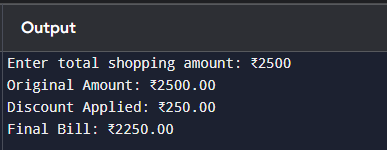 Output
Enter total shopping amount: ₹2500
Original Amount: ₹2500.00
Discount Applied: ₹250.00
Final Bill: ₹2250.00